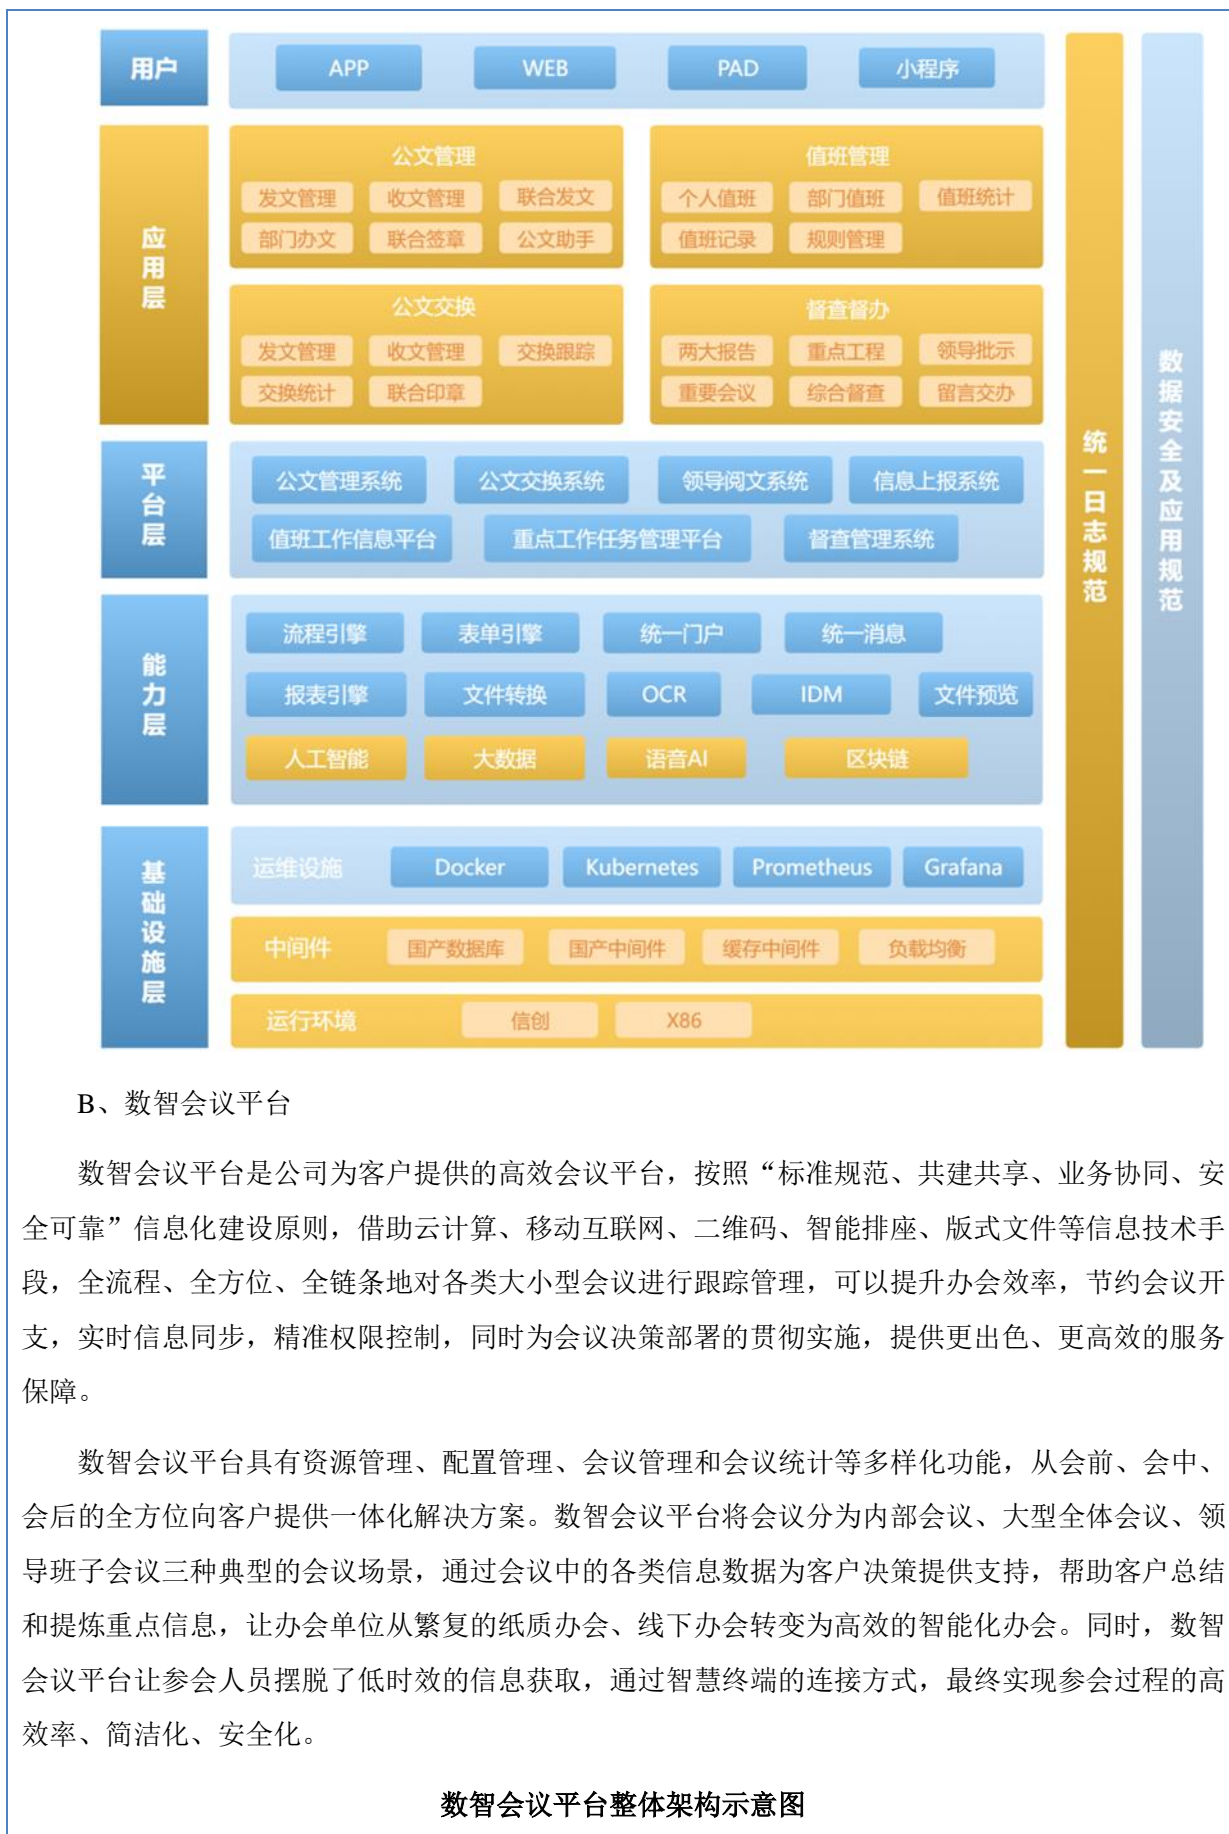 用户
APP
WEB
PAD
小程序
应用层
公文管理
发文管理
收文管理
联合发文
部门办文
联合签章
公文助手
值班管理
个人值班
部门值班
值班统计
值班记录
规则管理
公文交换
发文管理
收文管理
交换跟踪
交换统计
联合印章
督查督办
两大报告
重点工程
领导批示
重要会议
综合督查
留言交办
平台层
公文管理系统
公文交换系统
领导阅文系统
信息上报系统
值班工作信息平台
重点工作任务管理平台
督查管理系统
能力层
流程引擎
表单引擎
统一门户
统一消息
报表引擎
文件转换
OCR
IDM
文件预览
人工智能
大数据
语音AI
区块链
基础设施层
运维设施
Docker
Kubernetes
Prometheus
Grafana
中间件
国产数据库
国产中间件
缓存中间件
负载均衡
运行环境
信创
X86
统一日志规范
数据安全及应用规范
B、数智会议平台
数智会议平台是公司为客户提供的高效会议平台，按照“标准规范、共建共享、业务协同、安
全可靠”信息化建设原则，借助云计算、移动互联网、二维码、智能排座、版式文件等信息技术手
段，全流程、全方位、全链条地对各类大小型会议进行跟踪管理，可以提升办会效率，节约会议开
支，实时信息同步，精准权限控制，同时为会议决策部署的贯彻实施，提供更出色、更高效的服务
保障。
数智会议平台具有资源管理、配置管理、会议管理和会议统计等多样化功能，从会前、会中、
会后的全方位向客户提供一体化解决方案。数智会议平台将会议分为内部会议、大型全体会议、领
导班子会议三种典型的会议场景，通过会议中的各类信息数据为客户决策提供支持，帮助客户总结
和提炼重点信息，让办会单位从繁复的纸质办会、线下办会转变为高效的智能化办会。同时，数智
会议平台让参会人员摆脱了低时效的信息获取，通过智慧终端的连接方式，最终实现参会过程的高
效率、简洁化、安全化。
数智会议平台整体架构示意图